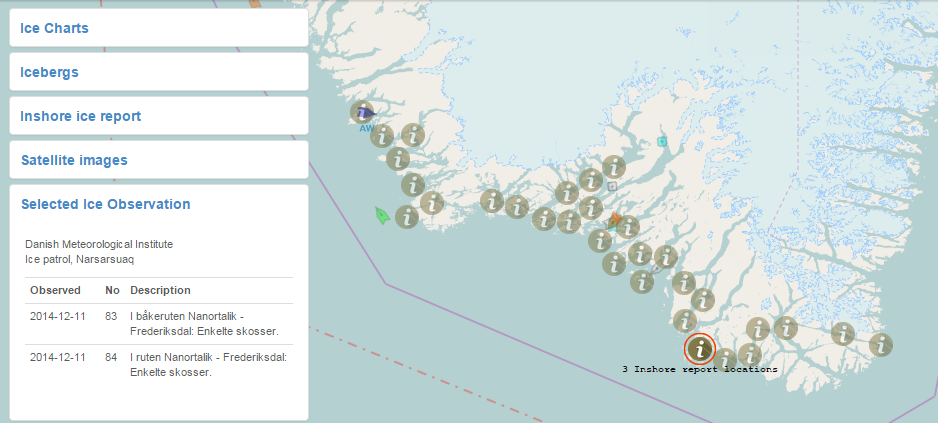 Ice Charts
Icebergs
Inshore ice report
Satellite images
Selected Ice Observation
Danish Meteorological Institute
Ice patrol, Narsarsuaq
Observed No Description
2014-12-11 83 I båkeruten Nanortalik -
Frederiksdal: Enkelte skosser.
2014-12-11 84 I ruten Nanortalik - Frederiksdal:
Enkelte skosser.
AW
3 Inshore report locations